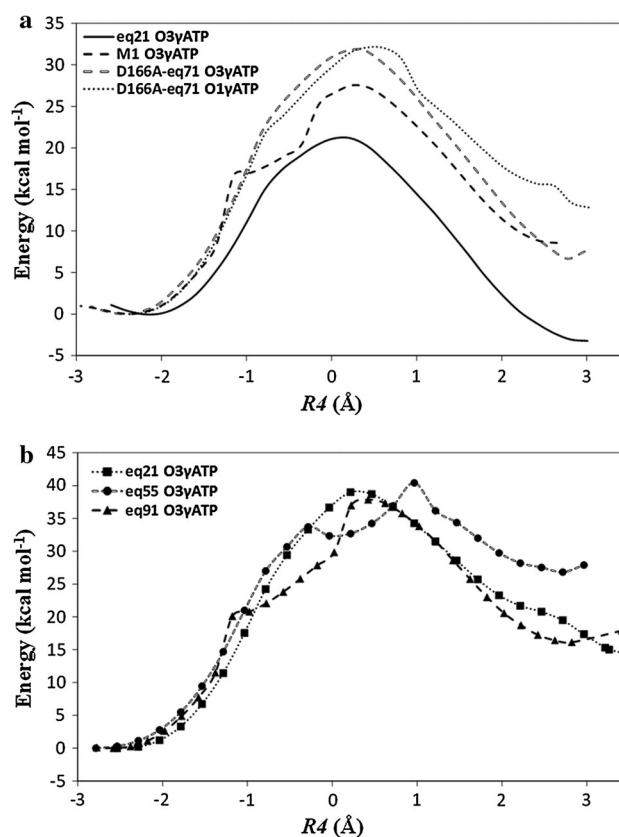 a
eq21 O3γATP
M1 O3γATP
D166A-eq71 O3γATP
D166A-eq71 O1γATP
Energy (kcal mol⁻¹)
35
30
25
20
15
10
5
0
-5
-3 -2 -1 0 1 2 3
R4 (Å)
b
eq21 O3γATP
eq55 O3γATP
eq91 O3γATP
Energy (kcal mol⁻¹)
45
40
35
30
25
20
15
10
5
0
-5
-3 -2 -1 0 1 2 3
R4 (Å)